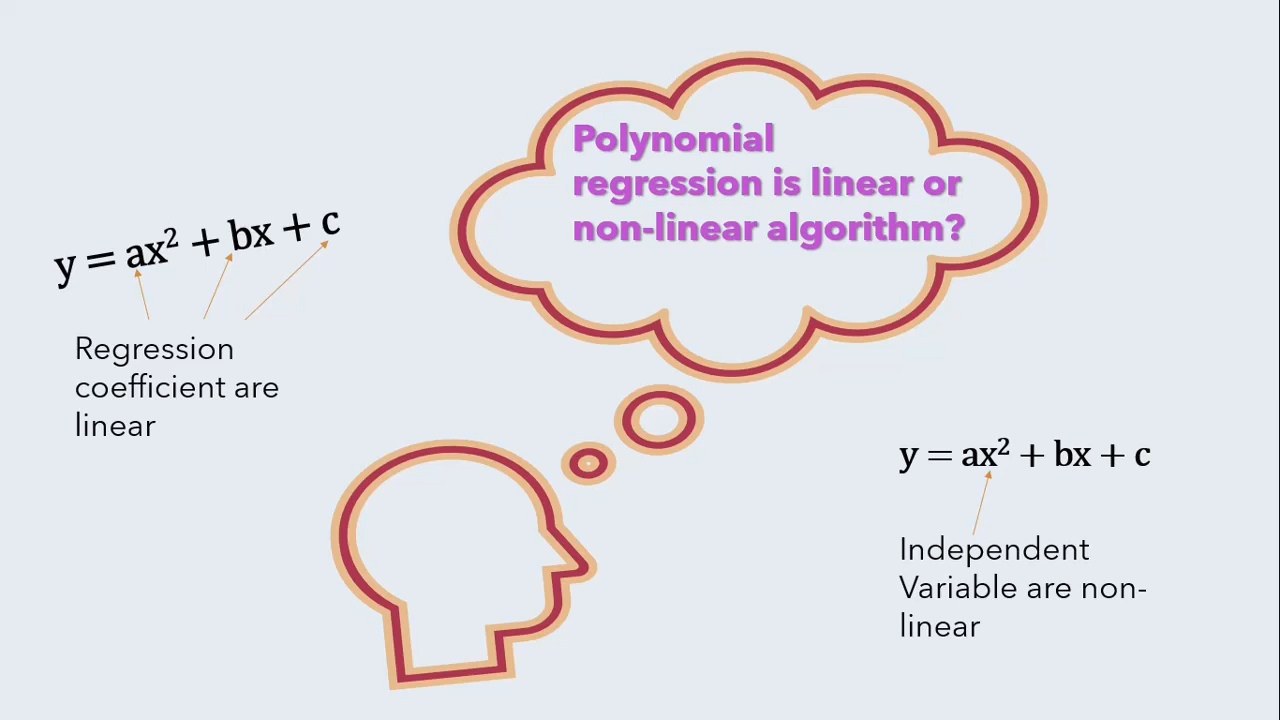 Polynomial
regression is linear or
non-linear algorithm?
y = ax² + bx + c
Regression
coefficient are
linear
y = ax² + bx + c
Independent
Variable are non-
linear